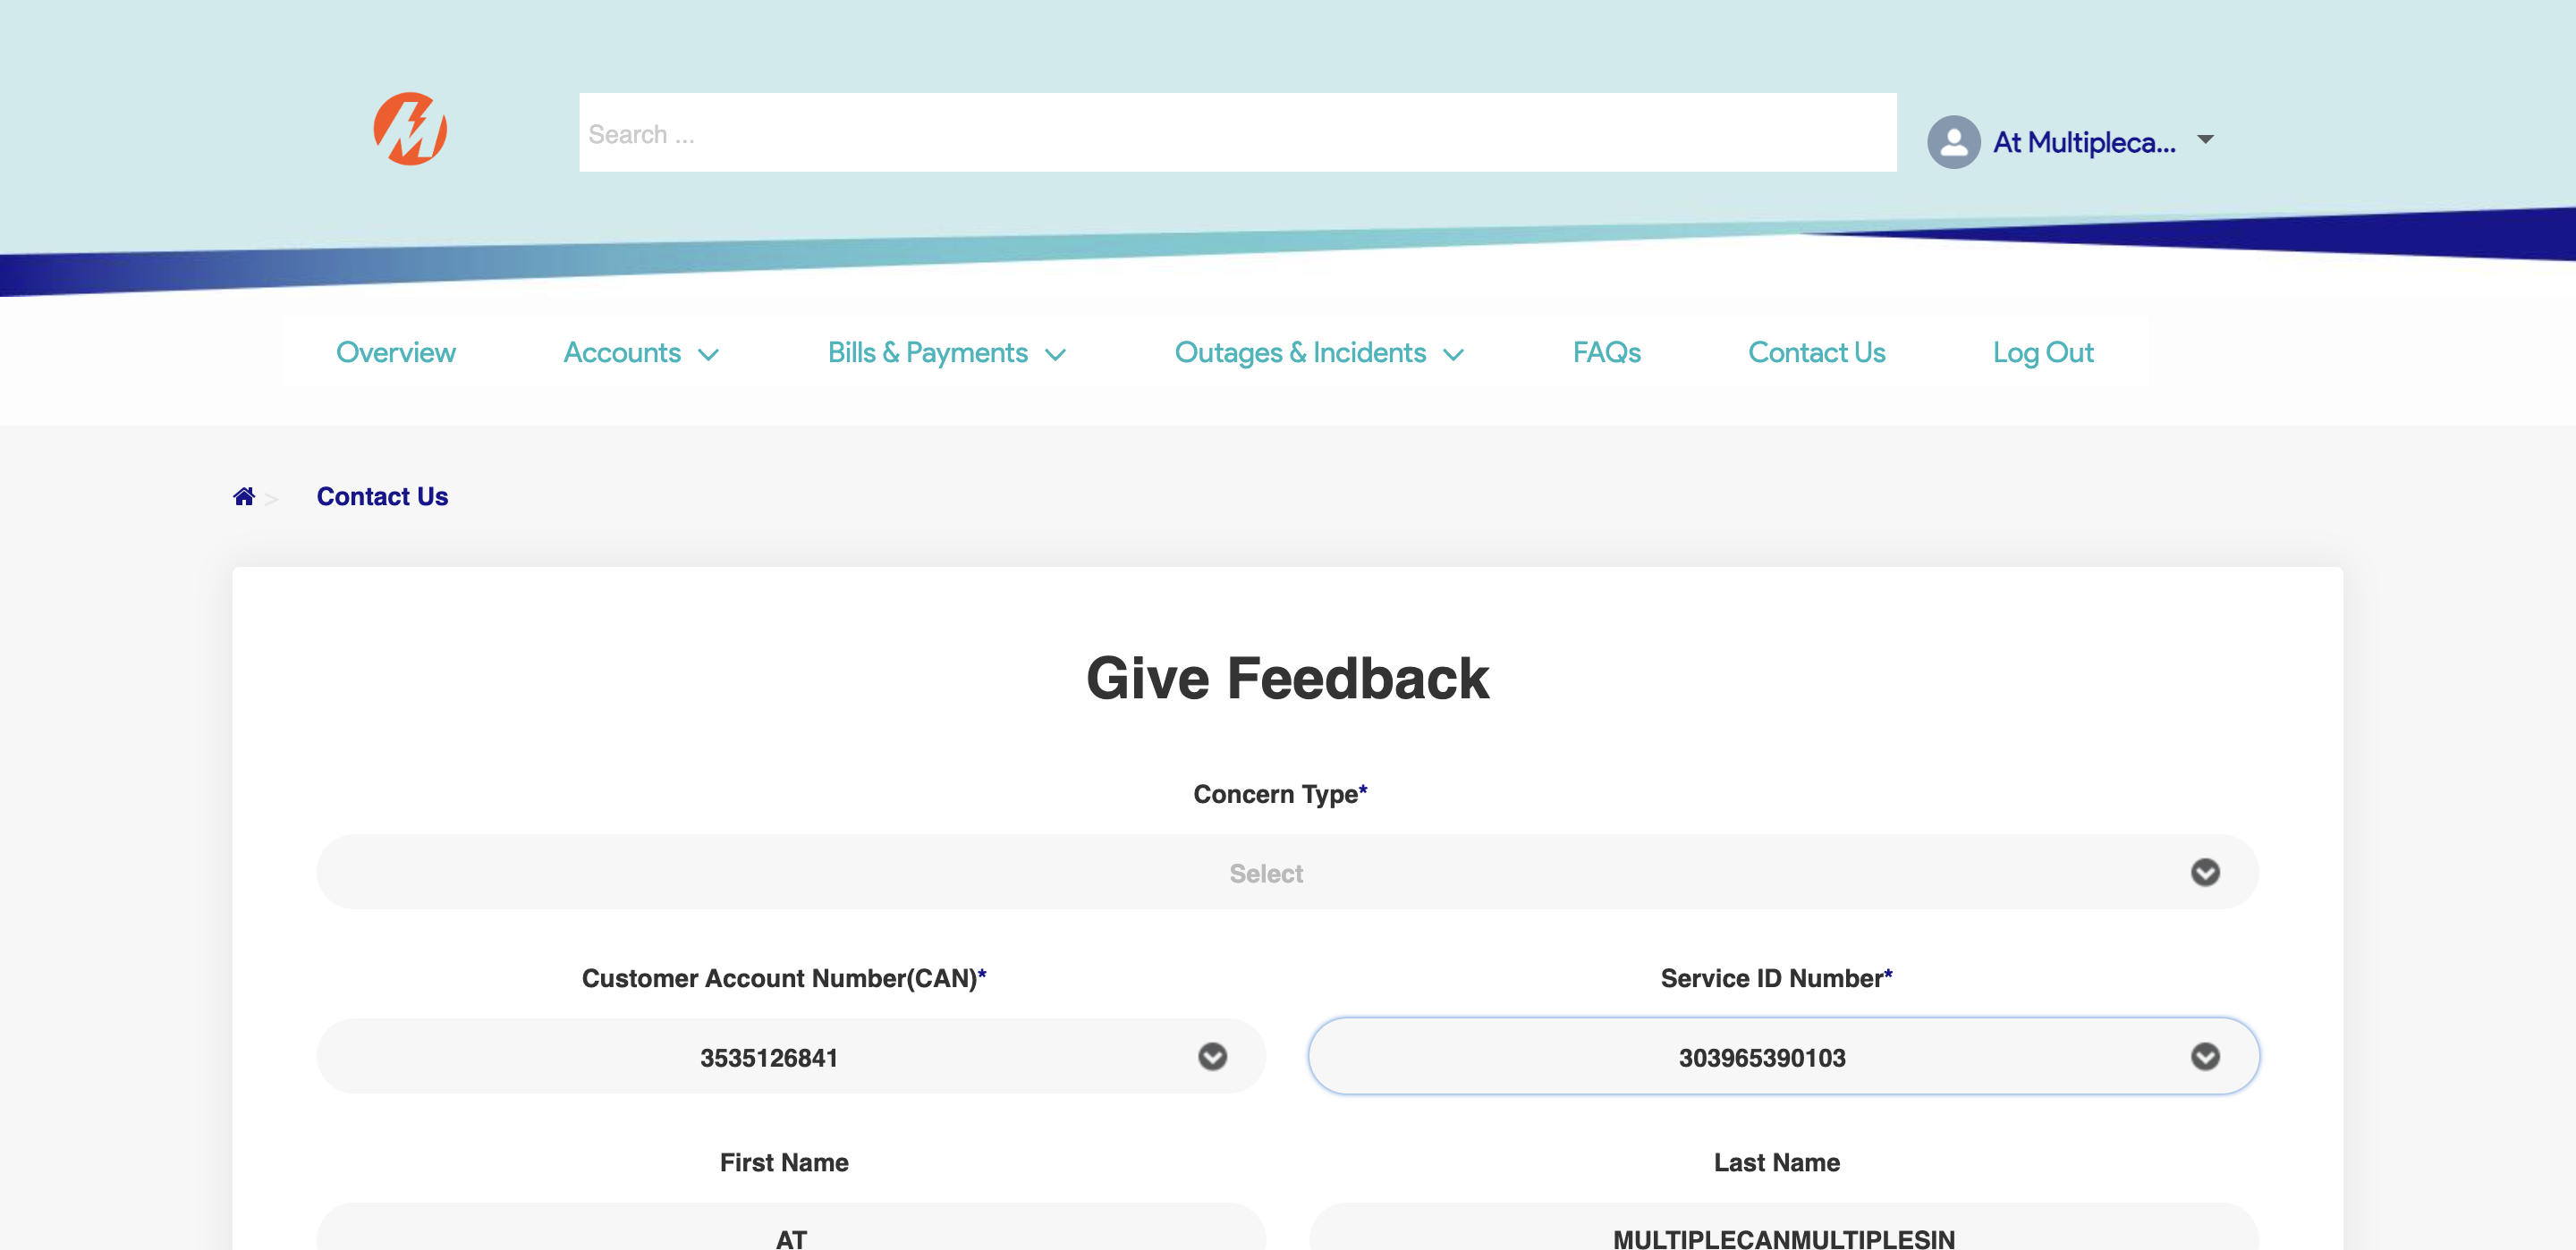 Search ...
At Multipleca...
Overview Accounts Bills & Payments Outages & Incidents FAQs Contact Us Log Out
> Contact Us
Give Feedback
Concern Type*
Select
Customer Account Number(CAN)* Service ID Number*
3535126841 303965390103
First Name Last Name
AT MULTIPLECANMULTIPLESIN